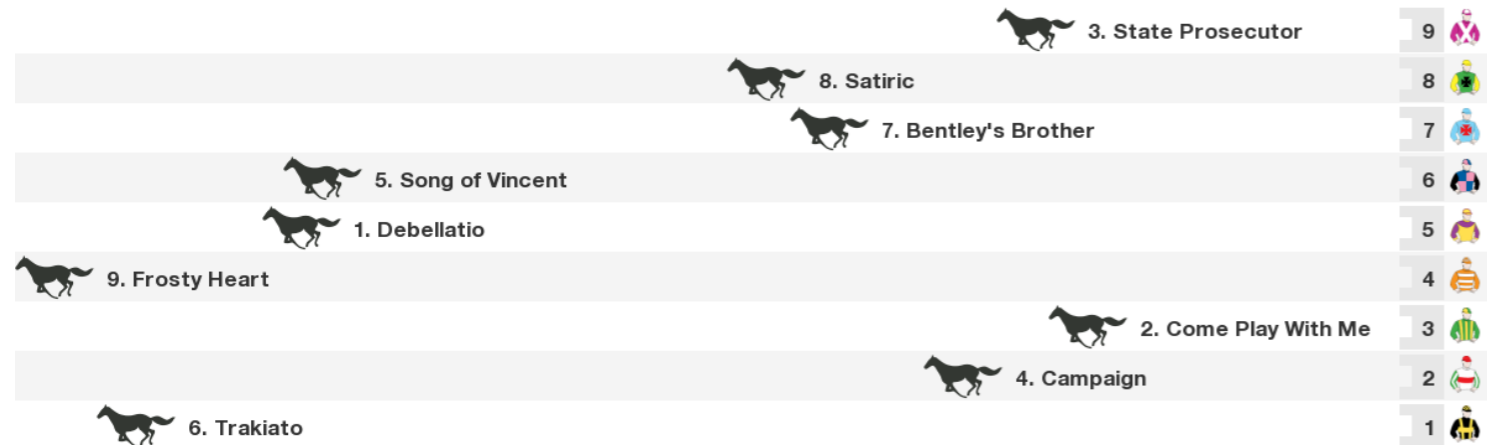 3. State Prosecutor 9
8. Satiric 8
7. Bentley's Brother 7
5. Song of Vincent 6
1. Debellatio 5
9. Frosty Heart 4
2. Come Play With Me 3
4. Campaign 2
6. Trakiato 1